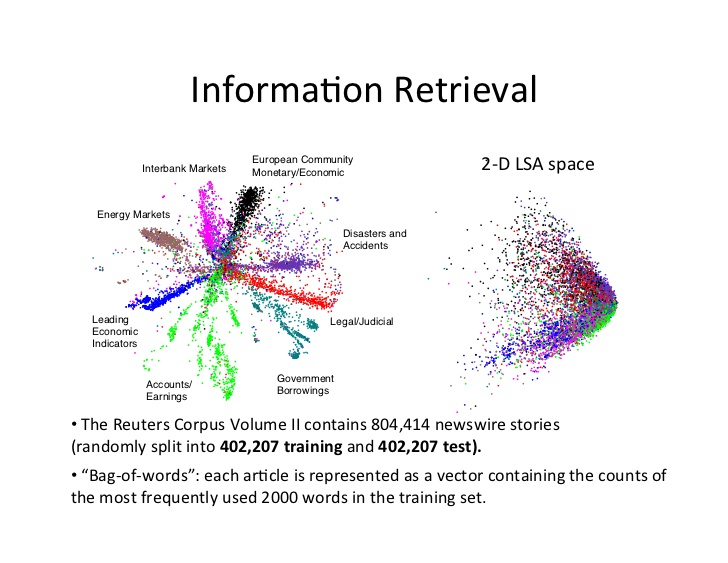 Information Retrieval
2-D LSA space
Interbank Markets
European Community
Monetary/Economic
Energy Markets
Disasters and
Accidents
Leading
Economic
Indicators
Legal/Judicial
Accounts/
Earnings
Government
Borrowings
• The Reuters Corpus Volume II contains 804,414 newswire stories
(randomly split into 402,207 training and 402,207 test).
• “Bag-of-words”: each article is represented as a vector containing the counts of
the most frequently used 2000 words in the training set.